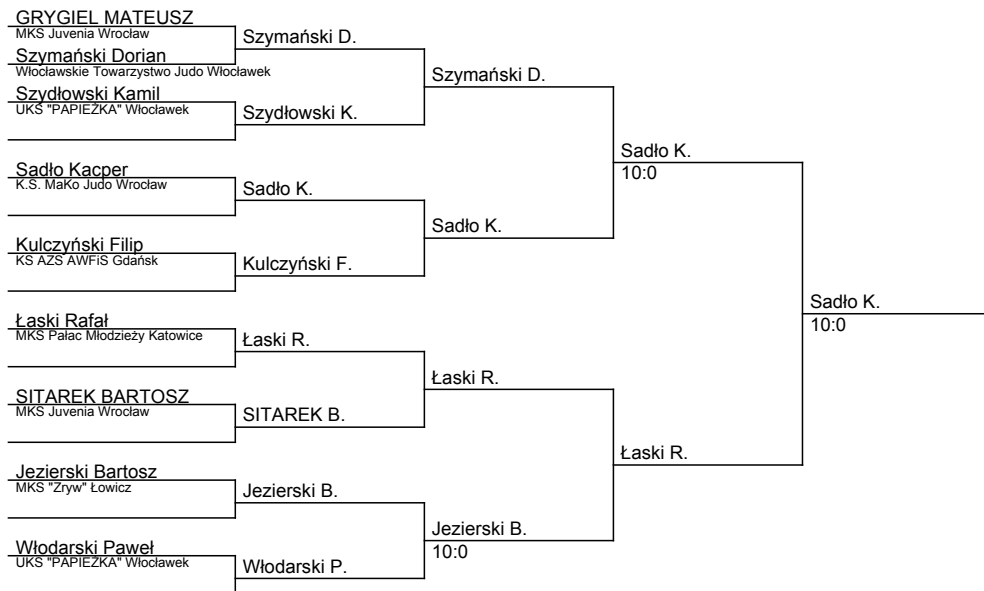 GRYGIEL MATEUSZ
MKS Juvenia Wrocław
Szymański Dorian
Włocławskie Towarzystwo Judo Włocławek
Szydłowski Kamil
UKS "PAPIEŻKA" Włocławek
Sadło Kacper
K.S. MaKo Judo Wrocław
Kulczyński Filip
KS AZS AWFiS Gdańsk
Łaski Rafał
MKS Pałac Młodzieży Katowice
SITAREK BARTOSZ
MKS Juvenia Wrocław
Jezierski Bartosz
MKS "Zryw" Łowicz
Włodarski Paweł
UKS "PAPIEŻKA" Włocławek
Szymański D.
Szydłowski K.
Sadło K.
Kulczyński F.
Łaski R.
SITAREK B.
Jezierski B.
Włodarski P.
Szymański D.
Sadło K.
Łaski R.
Jezierski B.
10:0
Sadło K.
10:0
Łaski R.
Sadło K.
10:0